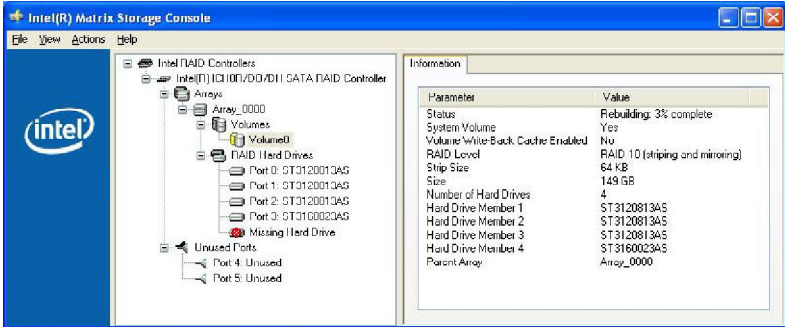 Intel(R) Matrix Storage Console
File View Actions Help
intel
Intel RAID Controllers
Intel(R) ICH8R/DO/DH SATA RAID Controller
Arrays
Array_0000
Volumes
Volume0
RAID Hard Drives
Port 0: ST3120813AS
Port 1: ST3120813AS
Port 2: ST3120813AS
Port 3: ST3160023AS
Missing Hard Drive
Unused Ports
Port 4: Unused
Port 5: Unused
Information
Parameter Value
Status Rebuilding: 3% complete
System Volume Yes
Volume Write-Back Cache Enabled No
RAID Level RAID 10 (striping and mirroring)
Strip Size 64 KB
Size 149 GB
Number of Hard Drives 4
Hard Drive Member 1 ST3120813AS
Hard Drive Member 2 ST3120813AS
Hard Drive Member 3 ST3120813AS
Hard Drive Member 4 ST3160023AS
Parent Array Array_0000